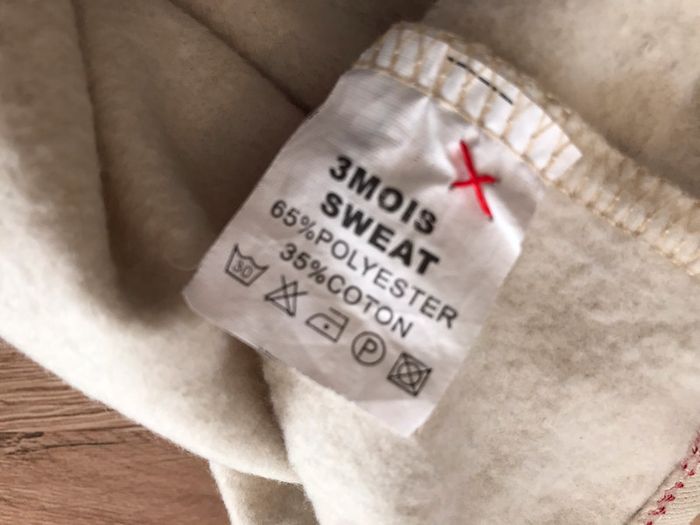 3MOIS
SWEAT
65%POLYESTER
35%COTON
30
P